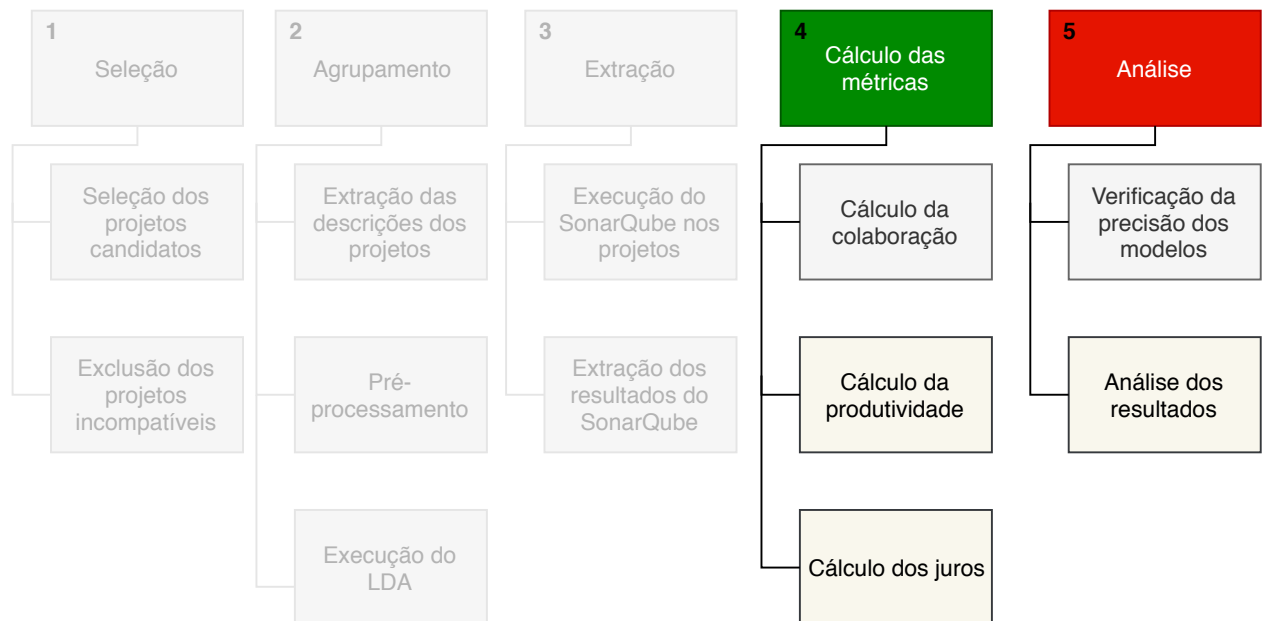 1
Seleção
Seleção dos
projetos
candidatos
Exclusão dos
projetos
incompatíveis
2
Agrupamento
Extração das
descrições dos
projetos
Pré-
processamento
Execução do
LDA
3
Extração
Execução do
SonarQube nos
projetos
Extração dos
resultados do
SonarQube
4
Cálculo das
métricas
Cálculo da
colaboração
Cálculo da
produtividade
Cálculo dos juros
5
Análise
Verificação da
precisão dos
modelos
Análise dos
resultados